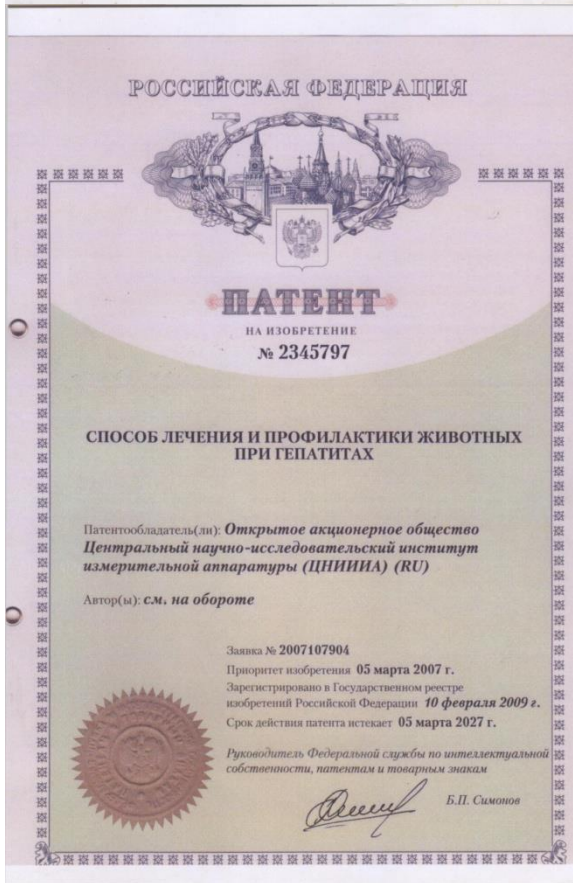 РОССИЙСКАЯ ФЕДЕРАЦИЯ
ПАТЕНТ
НА ИЗОБРЕТЕНИЕ
№ 2345797
СПОСОБ ЛЕЧЕНИЯ И ПРОФИЛАКТИКИ ЖИВОТНЫХ
ПРИ ГЕПАТИТАХ
Патентообладатель(ли): Открытое акционерное общество
Центральный научно-исследовательский институт
измерительной аппаратуры (ЦНИИИА) (RU)
Автор(ы): см. на обороте
Заявка № 2007107904
Приоритет изобретения 05 марта 2007 г.
Зарегистрировано в Государственном реестре
изобретений Российской Федерации 10 февраля 2009 г.
Срок действия патента истекает 05 марта 2027 г.
Руководитель Федеральной службы по интеллектуальной
собственности, патентам и товарным знакам
Б.П. Симонов